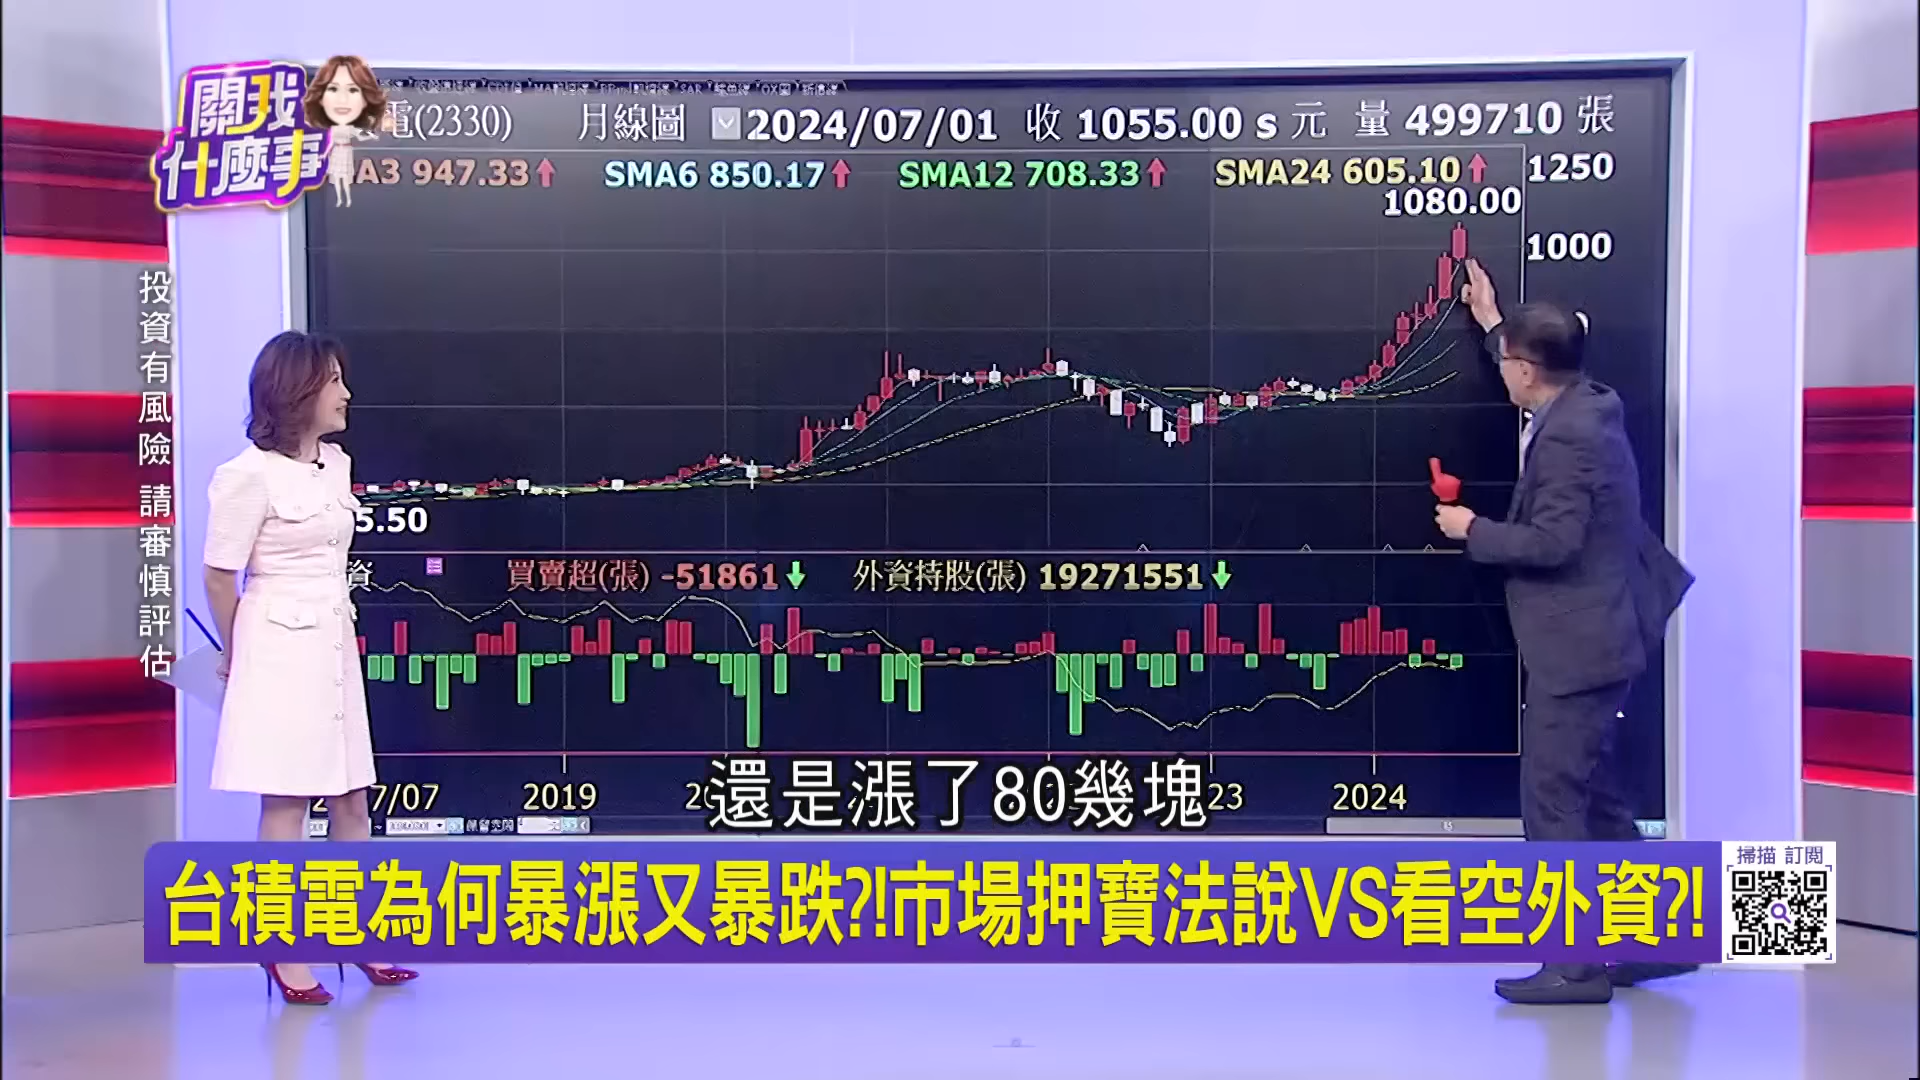 關我
什麼事
投資有風險 請審慎評估
電(2330) 月線圖 2024/07/01 收 1055.00 s 元 量 499710 張
A3 947.33↑ SMA6 850.17↑ SMA12 708.33↑ SMA24 605.10↑
1250
1080.00
1000
5.50
資 買賣超(張) -51861↓ 外資持股(張) 19271551↓
7/07 2019 23 2024
還是漲了80幾塊
台積電為何暴漲又暴跌?!市場押寶法說VS看空外資?!
掃描 訂閱